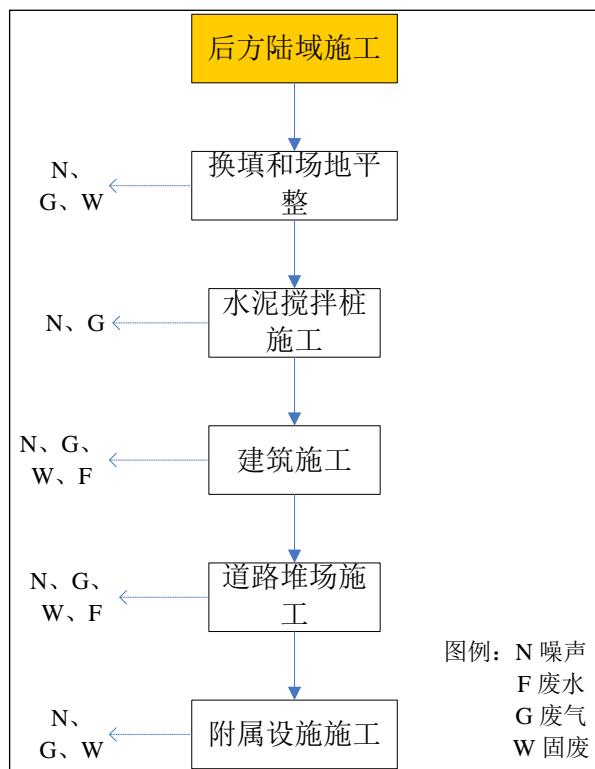 后方陆域施工
N、
G、W
换填和场地平
整
N、G
水泥搅拌桩
施工
N、G、
W、F
建筑施工
N、G、
W、F
道路堆场施
工
N、
G、W
附属设施施工
图例：N 噪声
F 废水
G 废气
W 固废